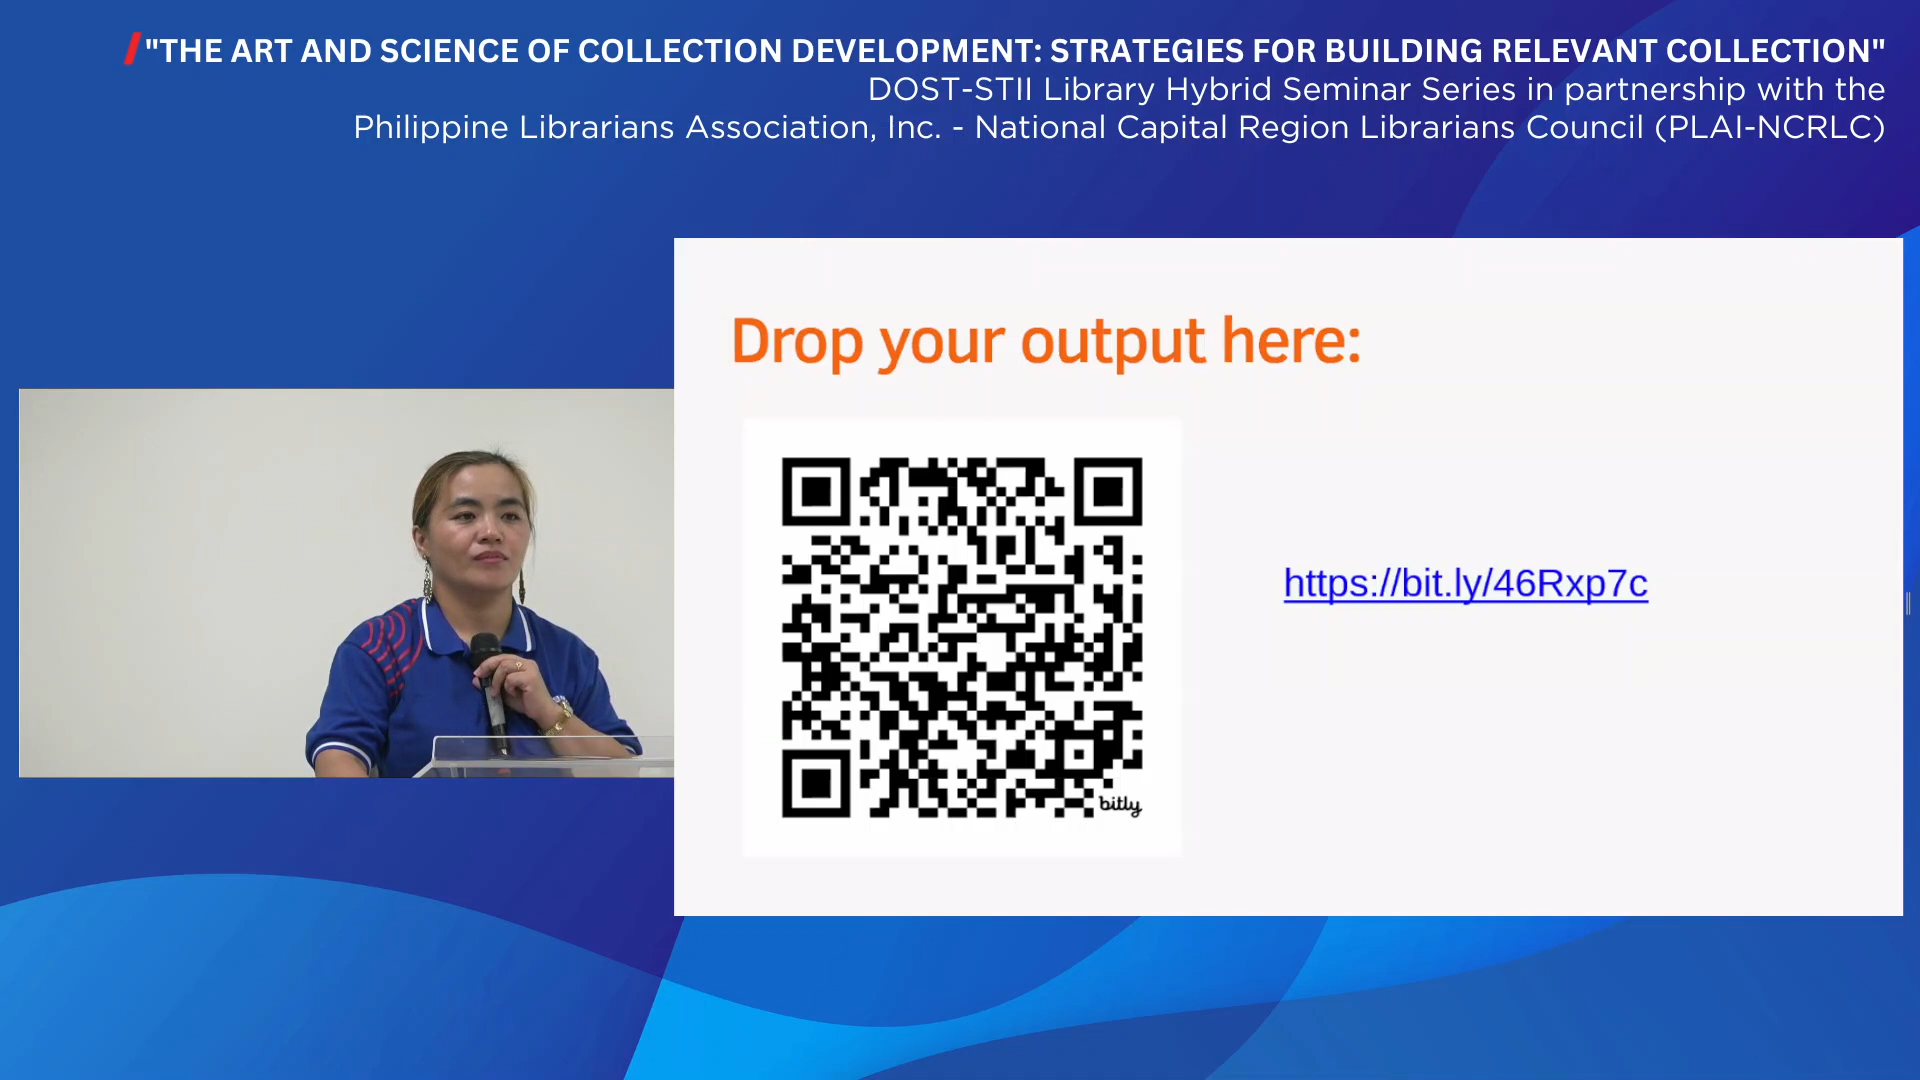 "THE ART AND SCIENCE OF COLLECTION DEVELOPMENT: STRATEGIES FOR BUILDING RELEVANT COLLECTION"
DOST-STII Library Hybrid Seminar Series in partnership with the
Philippine Librarians Association, Inc. - National Capital Region Librarians Council (PLAI-NCRLC)
Drop your output here:
https://bit.ly/46Rxp7c
bitly